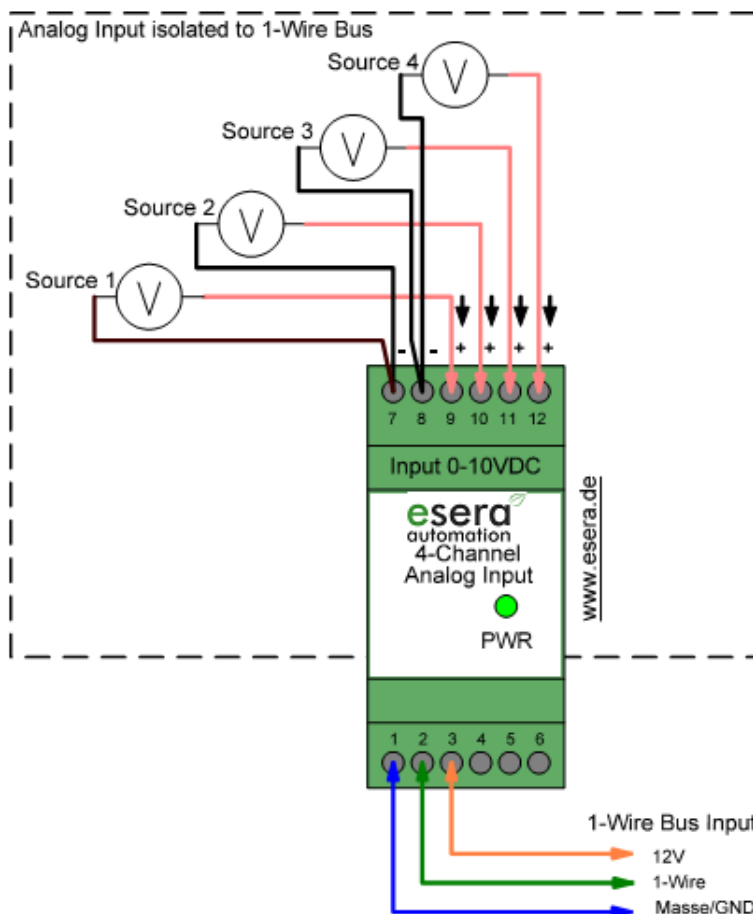 Analog Input isolated to 1-Wire Bus
Source 4
V
Source 3
V
Source 2
V
Source 1
V
- - + + + +
7 8 9 10 11 12
Input 0-10VDC
esera
automation
4-Channel
Analog Input
PWR
www.esera.de
1 2 3 4 5 6
1-Wire Bus Input
12V
1-Wire
Masse/GND